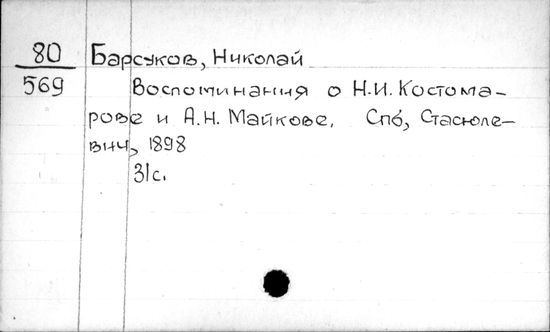 80 Барсуков, Николай
569 Воспоминания о Н.И. Костома-
рове и А.Н. Майкове. Спб, Стасюле-
вич, 1898
31с.